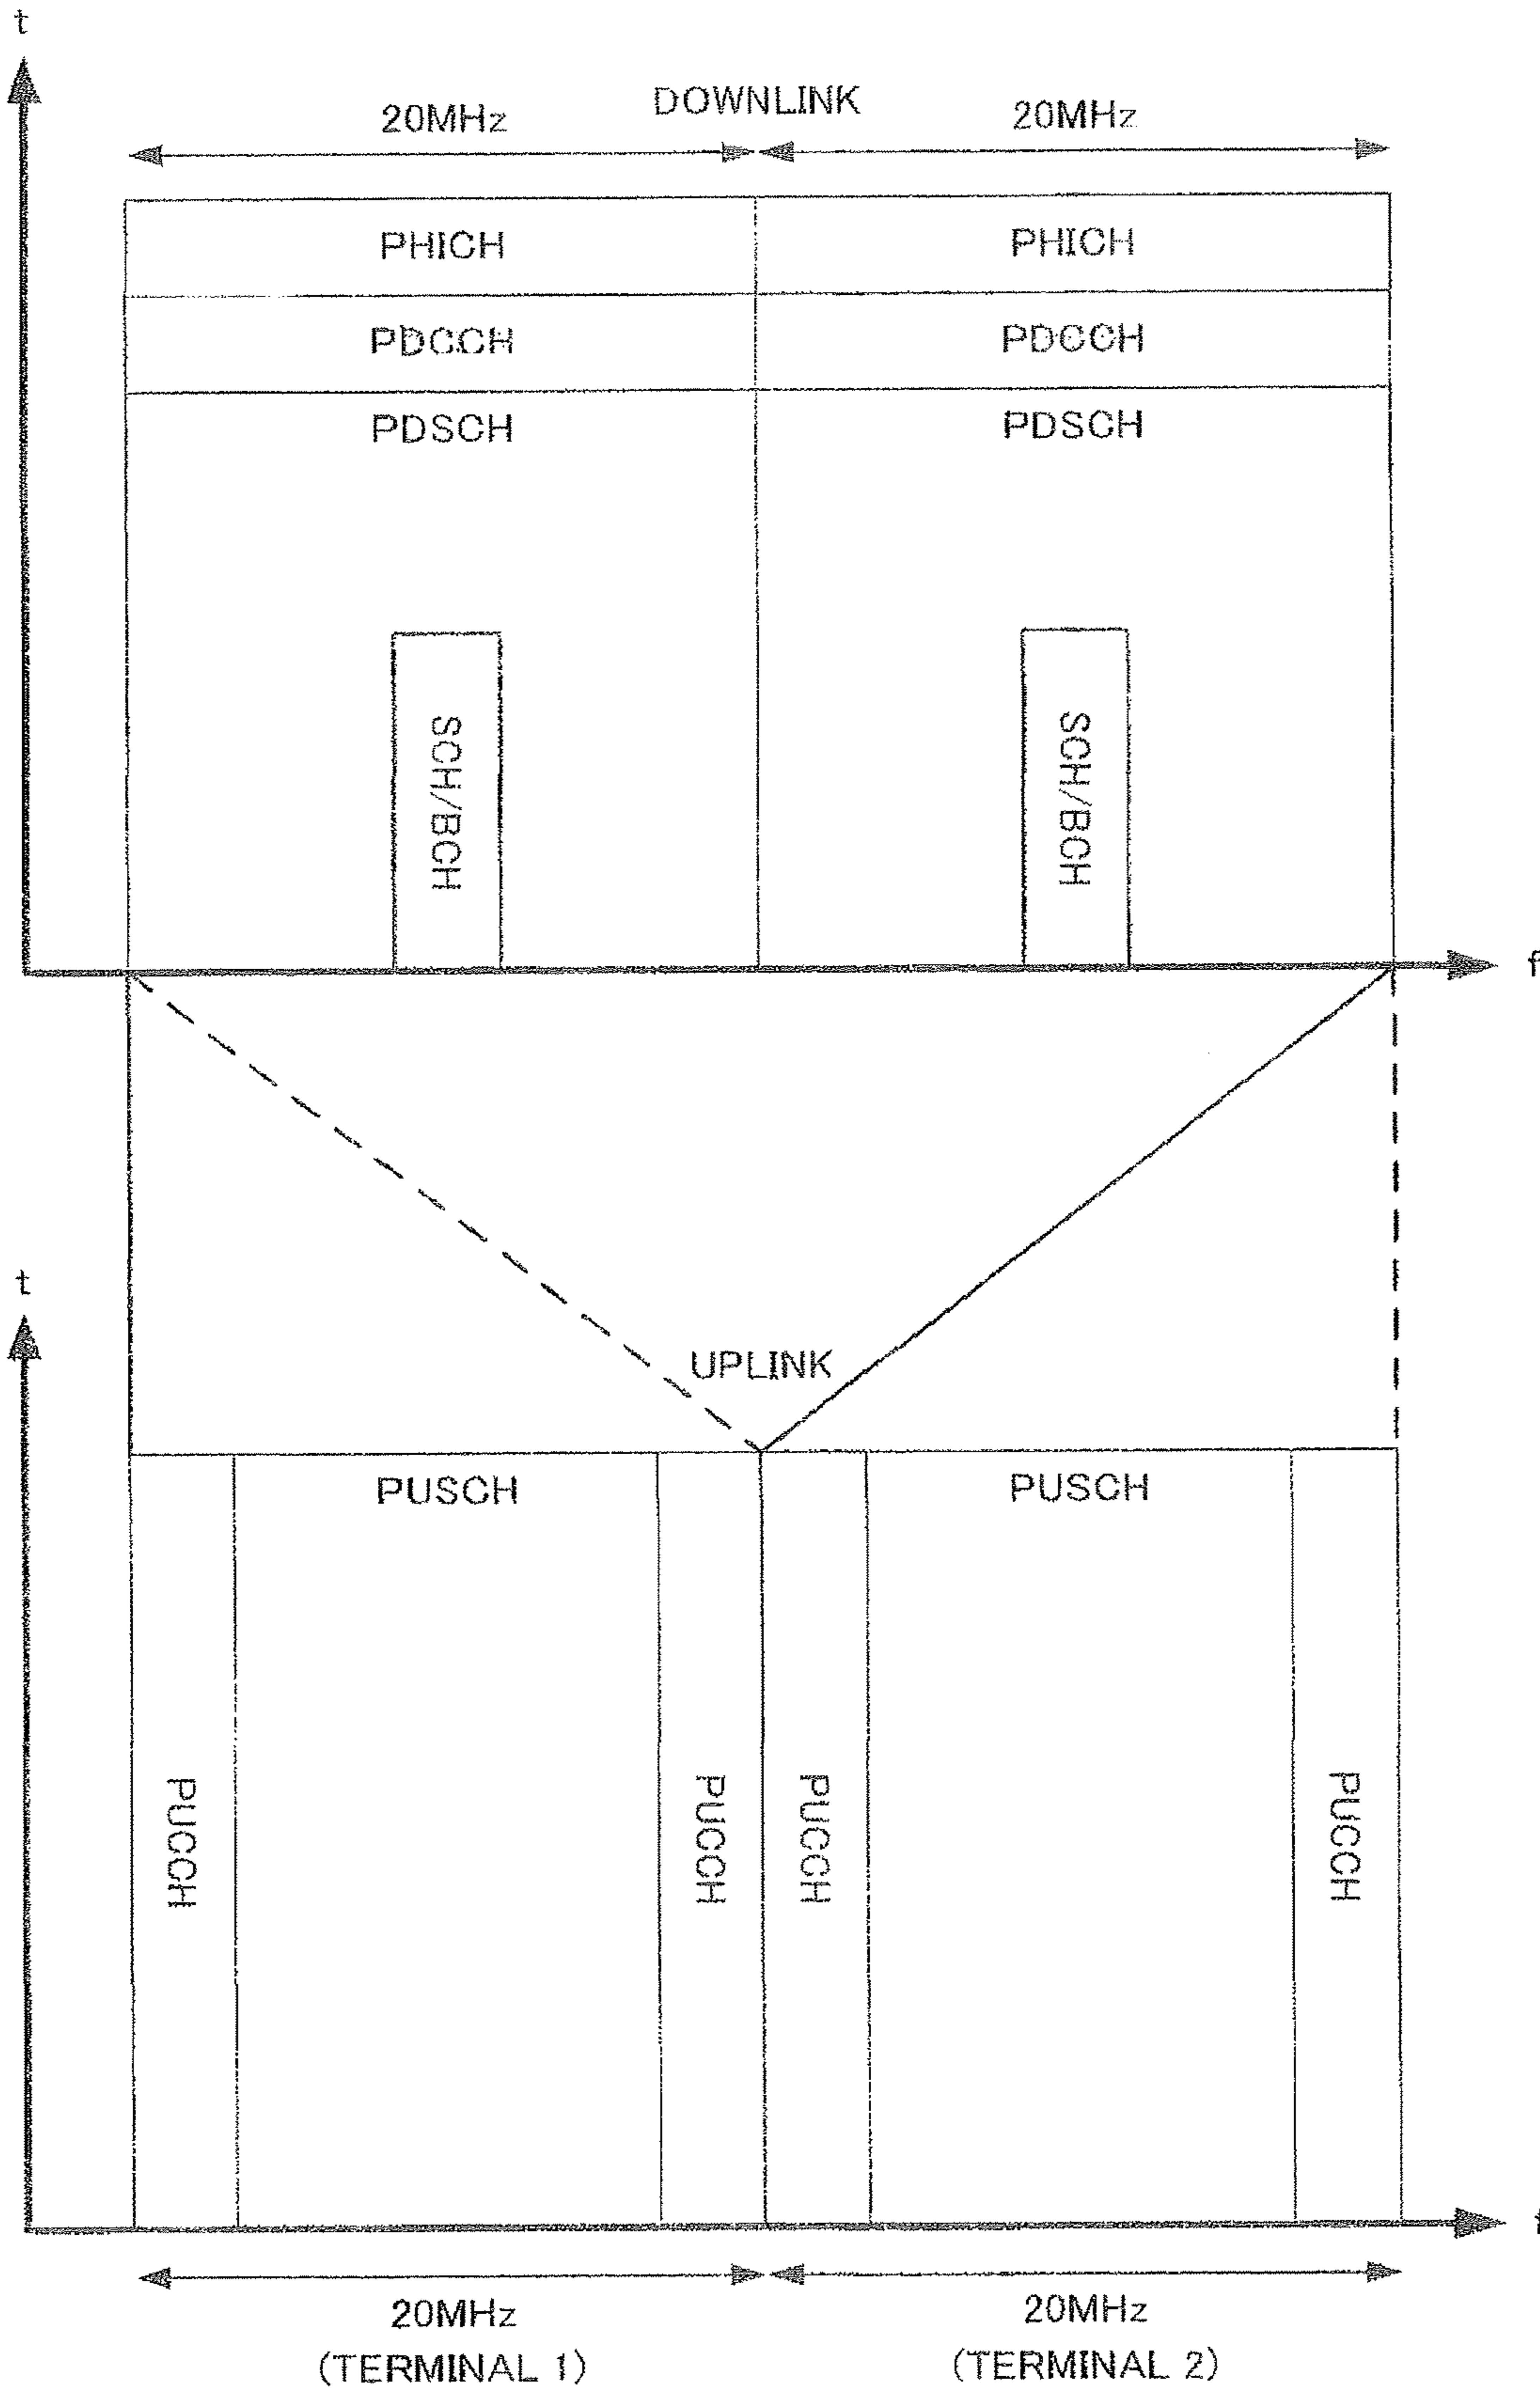 t
DOWNLINK
20MHz
20MHz
PHICH
PHICH
PDCCH
PDCCH
PDSCH
PDSCH
SCH/BCH
SCH/BCH
f
t
UPLINK
PUSCH
PUSCH
PUCCH
PUCCH
PUCCH
PUCCH
f
20MHz
(TERMINAL 1)
20MHz
(TERMINAL 2)